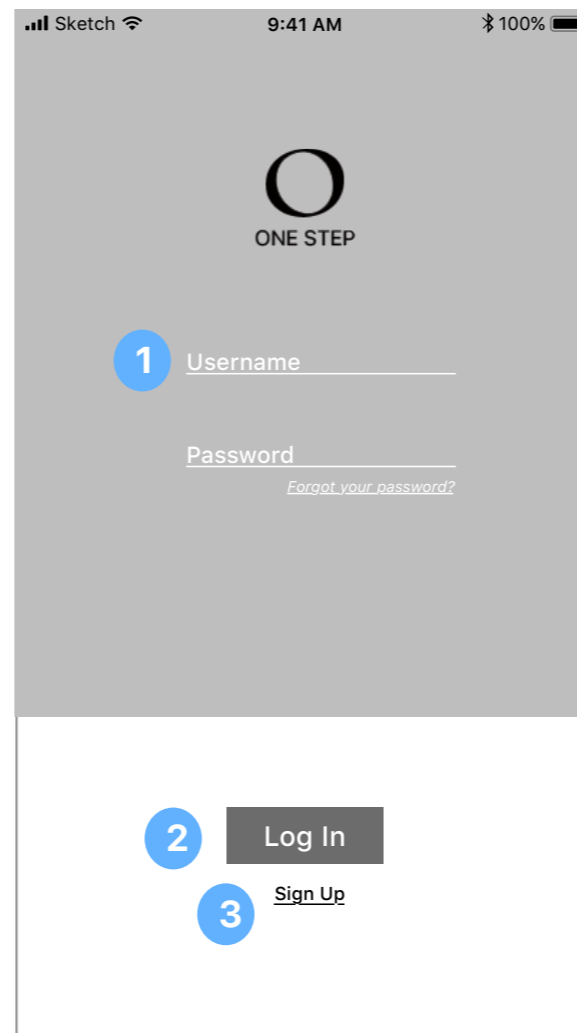 Sketch 9:41 AM 100%
O
ONE STEP
1 Username
Password
Forgot your password?
2 Log In
Sign Up
3